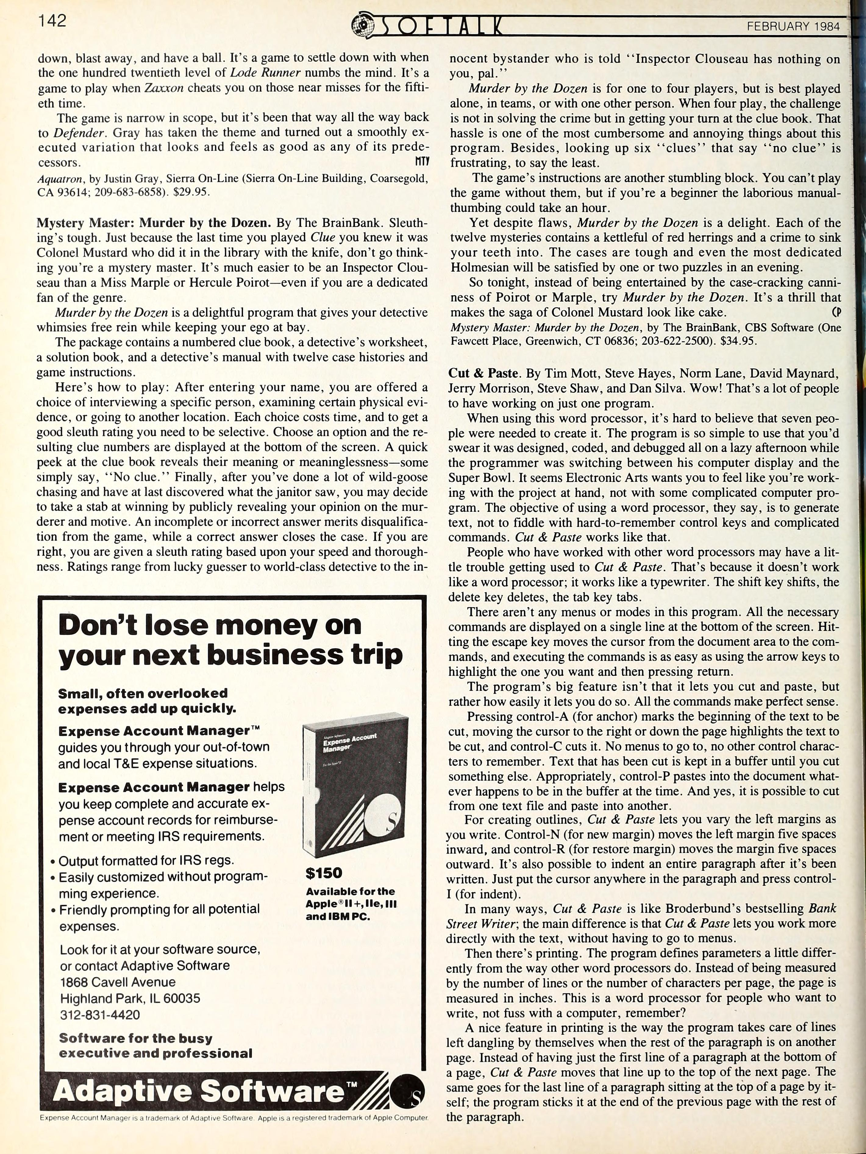 142
SOFTALK
FEBRUARY 1984
down, blast away, and have a ball. It's a game to settle down with when
the one hundred twentieth level of Lode Runner numbs the mind. It's a
game to play when Zaxxon cheats you on those near misses for the fifti-
eth time.
The game is narrow in scope, but it's been that way all the way back
to Defender. Gray has taken the theme and turned out a smoothly ex-
ecuted variation that looks and feels as good as any of its prede-
cessors. MTY
Aquatron, by Justin Gray, Sierra On-Line (Sierra On-Line Building, Coarsegold,
CA 93614; 209-683-6858). $29.95.
Mystery Master: Murder by the Dozen. By The BrainBank. Sleuth-
ing's tough. Just because the last time you played Clue you knew it was
Colonel Mustard who did it in the library with the knife, don't go think-
ing you're a mystery master. It's much easier to be an Inspector Clou-
seau than a Miss Marple or Hercule Poirot—even if you are a dedicated
fan of the genre.
Murder by the Dozen is a delightful program that gives your detective
whimsies free rein while keeping your ego at bay.
The package contains a numbered clue book, a detective's worksheet,
a solution book, and a detective's manual with twelve case histories and
game instructions.
Here's how to play: After entering your name, you are offered a
choice of interviewing a specific person, examining certain physical evi-
dence, or going to another location. Each choice costs time, and to get a
good sleuth rating you need to be selective. Choose an option and the re-
sulting clue numbers are displayed at the bottom of the screen. A quick
peek at the clue book reveals their meaning or meaninglessness—some
simply say, "No clue." Finally, after you've done a lot of wild-goose
chasing and have at last discovered what the janitor saw, you may decide
to take a stab at winning by publicly revealing your opinion on the mur-
derer and motive. An incomplete or incorrect answer merits disqualifica-
tion from the game, while a correct answer closes the case. If you are
right, you are given a sleuth rating based upon your speed and thorough-
ness. Ratings range from lucky guesser to world-class detective to the in-
Don't lose money on
your next business trip
Small, often overlooked
expenses add up quickly.
Expense Account Manager™
guides you through your out-of-town
and local T&E expense situations.
Expense Account Manager helps
you keep complete and accurate ex-
pense account records for reimburse-
ment or meeting IRS requirements.
• Output formatted for IRS regs.
• Easily customized without program-
ming experience.
• Friendly prompting for all potential
expenses.
Look for it at your software source,
or contact Adaptive Software
1868 Cavell Avenue
Highland Park, IL 60035
312-831-4420
Software for the busy
executive and professional
Expense Account
Manager
S
$150
Available for the
Apple® II+, IIe, III
and IBM PC.
Adaptive Software™
S
Expense Account Manager is a trademark of Adaptive Software. Apple is a registered trademark of Apple Computer.
nocent bystander who is told "Inspector Clouseau has nothing on
you, pal."
Murder by the Dozen is for one to four players, but is best played
alone, in teams, or with one other person. When four play, the challenge
is not in solving the crime but in getting your turn at the clue book. That
hassle is one of the most cumbersome and annoying things about this
program. Besides, looking up six "clues" that say "no clue" is
frustrating, to say the least.
The game's instructions are another stumbling block. You can't play
the game without them, but if you're a beginner the laborious manual-
thumbing could take an hour.
Yet despite flaws, Murder by the Dozen is a delight. Each of the
twelve mysteries contains a kettleful of red herrings and a crime to sink
your teeth into. The cases are tough and even the most dedicated
Holmesian will be satisfied by one or two puzzles in an evening.
So tonight, instead of being entertained by the case-cracking canni-
ness of Poirot or Marple, try Murder by the Dozen. It's a thrill that
makes the saga of Colonel Mustard look like cake. CP
Mystery Master: Murder by the Dozen, by The BrainBank, CBS Software (One
Fawcett Place, Greenwich, CT 06836; 203-622-2500). $34.95.
Cut & Paste. By Tim Mott, Steve Hayes, Norm Lane, David Maynard,
Jerry Morrison, Steve Shaw, and Dan Silva. Wow! That's a lot of people
to have working on just one program.
When using this word processor, it's hard to believe that seven peo-
ple were needed to create it. The program is so simple to use that you'd
swear it was designed, coded, and debugged all on a lazy afternoon while
the programmer was switching between his computer display and the
Super Bowl. It seems Electronic Arts wants you to feel like you're work-
ing with the project at hand, not with some complicated computer pro-
gram. The objective of using a word processor, they say, is to generate
text, not to fiddle with hard-to-remember control keys and complicated
commands. Cut & Paste works like that.
People who have worked with other word processors may have a lit-
tle trouble getting used to Cut & Paste. That's because it doesn't work
like a word processor; it works like a typewriter. The shift key shifts, the
delete key deletes, the tab key tabs.
There aren't any menus or modes in this program. All the necessary
commands are displayed on a single line at the bottom of the screen. Hit-
ting the escape key moves the cursor from the document area to the com-
mands, and executing the commands is as easy as using the arrow keys to
highlight the one you want and then pressing return.
The program's big feature isn't that it lets you cut and paste, but
rather how easily it lets you do so. All the commands make perfect sense.
Pressing control-A (for anchor) marks the beginning of the text to be
cut, moving the cursor to the right or down the page highlights the text to
be cut, and control-C cuts it. No menus to go to, no other control charac-
ters to remember. Text that has been cut is kept in a buffer until you cut
something else. Appropriately, control-P pastes into the document what-
ever happens to be in the buffer at the time. And yes, it is possible to cut
from one text file and paste into another.
For creating outlines, Cut & Paste lets you vary the left margins as
you write. Control-N (for new margin) moves the left margin five spaces
inward, and control-R (for restore margin) moves the margin five spaces
outward. It's also possible to indent an entire paragraph after it's been
written. Just put the cursor anywhere in the paragraph and press control-
I (for indent).
In many ways, Cut & Paste is like Broderbund's bestselling Bank
Street Writer; the main difference is that Cut & Paste lets you work more
directly with the text, without having to go to menus.
Then there's printing. The program defines parameters a little differ-
ently from the way other word processors do. Instead of being measured
by the number of lines or the number of characters per page, the page is
measured in inches. This is a word processor for people who want to
write, not fuss with a computer, remember?
A nice feature in printing is the way the program takes care of lines
left dangling by themselves when the rest of the paragraph is on another
page. Instead of having just the first line of a paragraph at the bottom of
a page, Cut & Paste moves that line up to the top of the next page. The
same goes for the last line of a paragraph sitting at the top of a page by it-
self; the program sticks it at the end of the previous page with the rest of
the paragraph.